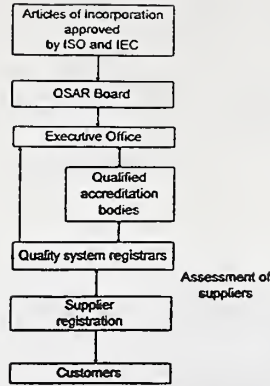 Articles of Incorporation
approved
by ISO and IEC
QSAR Board
Executive Office
Qualified
accreditation
bodies
Quality system registrars
Assessment of
suppliers
Supplier
registration
Customers